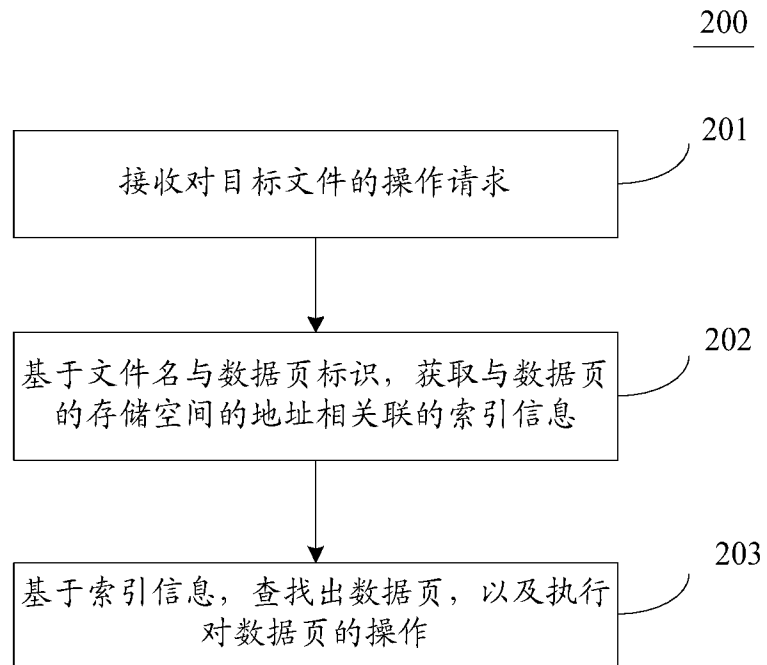 200
201
接收对目标文件的操作请求
202
基于文件名与数据页标识，获取与数据页
的存储空间的地址相关联的索引信息
203
基于索引信息，查找出数据页，以及执行
对数据页的操作